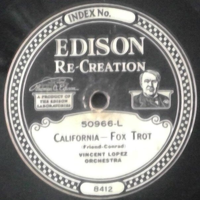 INDEX No.
EDISON
RE-CREATION
A PRODUCT OF
THE EDISON
LABORATORIES
50966-L
CALIFORNIA — FOX TROT
-Friend-Conrad-
VINCENT LOPEZ
ORCHESTRA
8412